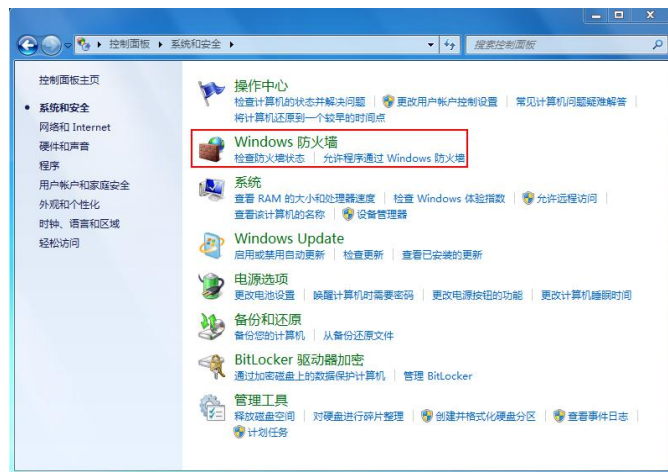 控制面板 系统和安全 搜索控制面板
控制面板主页
系统和安全
网络和 Internet
硬件和声音
程序
用户帐户和家庭安全
外观和个性化
时钟、语言和区域
轻松访问
操作中心
检查计算机的状态并解决问题 更改用户帐户控制设置 常见计算机问题疑难解答
将计算机还原到一个较早的时间点
Windows 防火墙
检查防火墙状态 允许程序通过 Windows 防火墙
系统
查看 RAM 的大小和处理器速度 检查 Windows 体验指数 允许远程访问
查看该计算机的名称 设备管理器
Windows Update
启用或禁用自动更新 检查更新 查看已安装的更新
电源选项
更改电池设置 唤醒计算机时需要密码 更改电源按钮的功能 更改计算机睡眠时间
备份和还原
备份您的计算机 从备份还原文件
BitLocker 驱动器加密
通过加密磁盘上的数据保护计算机 管理 BitLocker
管理工具
释放磁盘空间 对硬盘进行碎片整理 创建并格式化硬盘分区 查看事件日志
计划任务